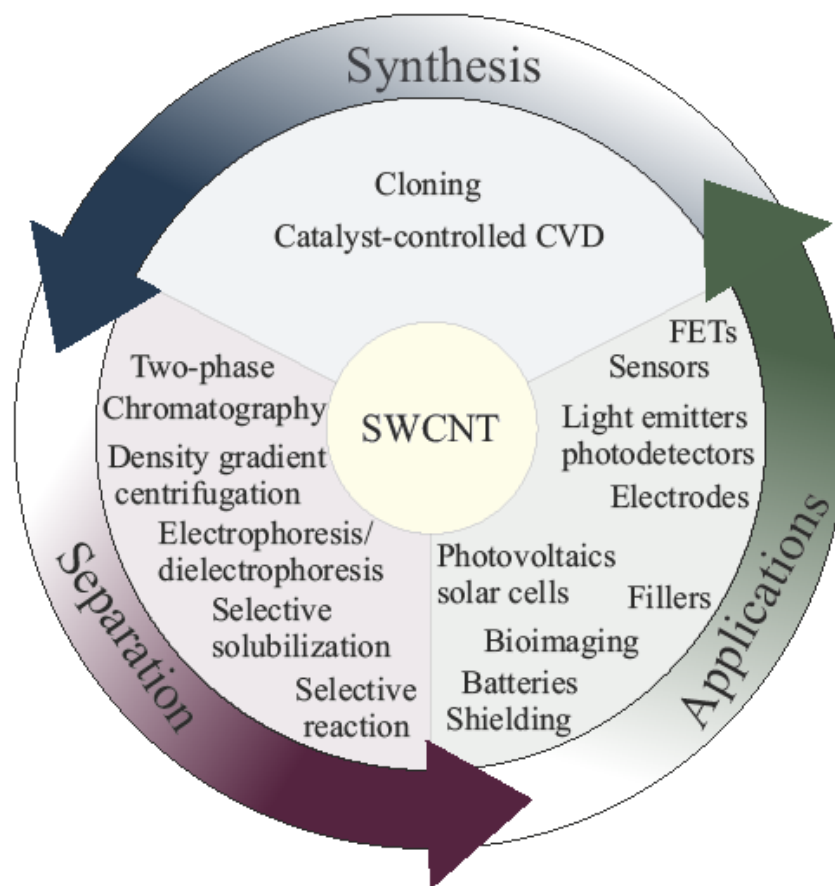 Synthesis
Cloning
Catalyst-controlled CVD
SWCNT
Separation
Two-phase
Chromatography
Density gradient
centrifugation
Electrophoresis/
dielectrophoresis
Selective
solubilization
Selective
reaction
Applications
FETs
Sensors
Light emitters
photodetectors
Electrodes
Photovoltaics
solar cells
Fillers
Bioimaging
Batteries
Shielding